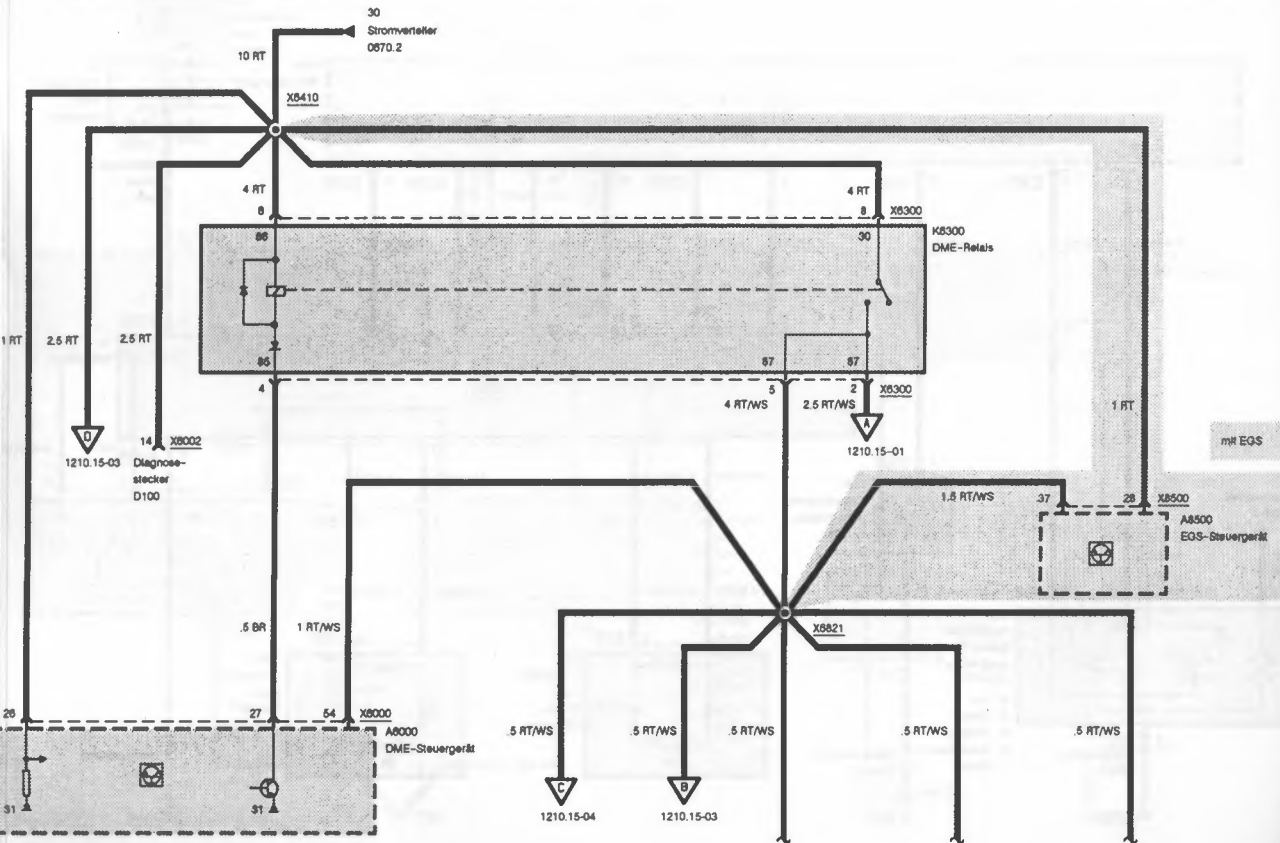 30
Stromverteiler
0670.2
10 RT
X6410
4 RT
4 RT
8
8
X6300
86
30
K6300
DME-Relais
1 RT
2.5 RT
2.5 RT
85
87
87
4
5
2
X6300
4 RT/WS
2.5 RT/WS
1 RT
D
A
14
X6002
1210.15-03
1210.15-01
mit EGS
Diagnose-
stecker
D100
1.5 RT/WS
37
28
X8500
A8500
EGS-Steuergerät
.5 BR
1 RT/WS
X6821
26
27
54
X6000
A6000
DME-Steuergerät
.5 RT/WS
.5 RT/WS
.5 RT/WS
.5 RT/WS
.5 RT/WS
C
B
31
31
1210.15-04
1210.15-03